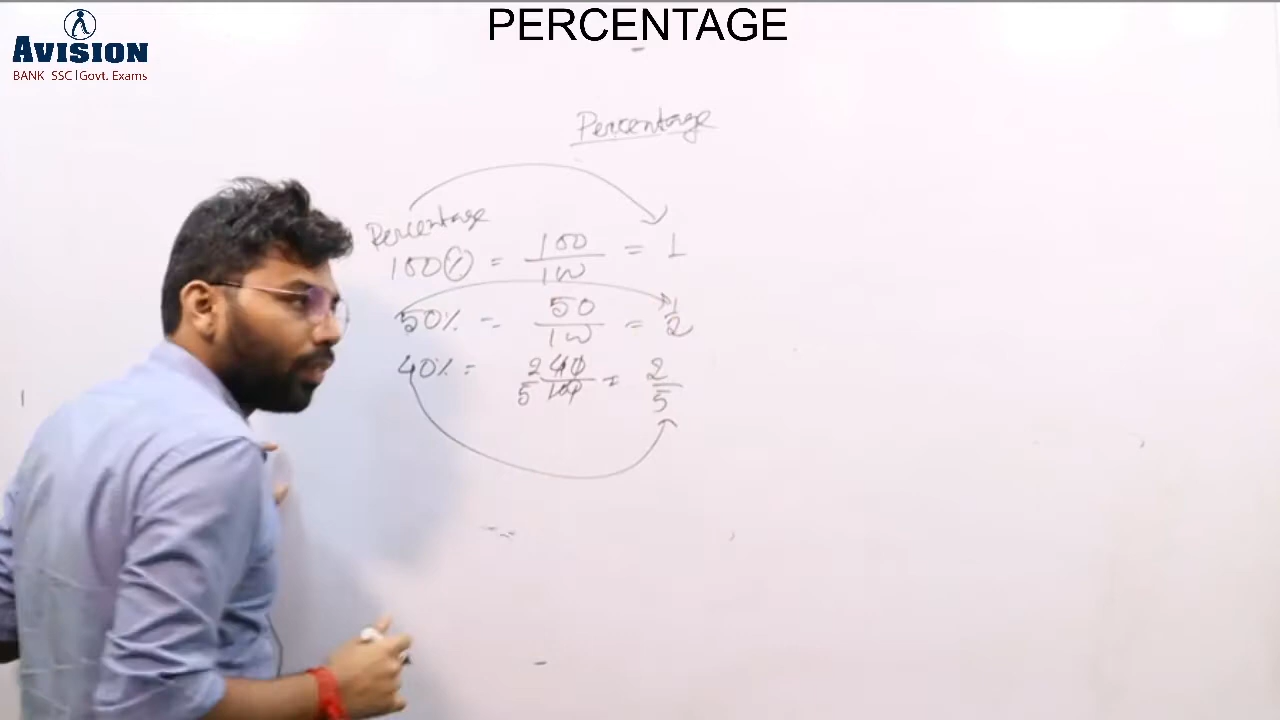 PERCENTAGE
AVISION
BANK SSC|Govt. Exams
Percentage
Percentage
100% = 100/100 = 1
50% = 50/100 = 1/2
40% = 2 40/5 100 = 2/5